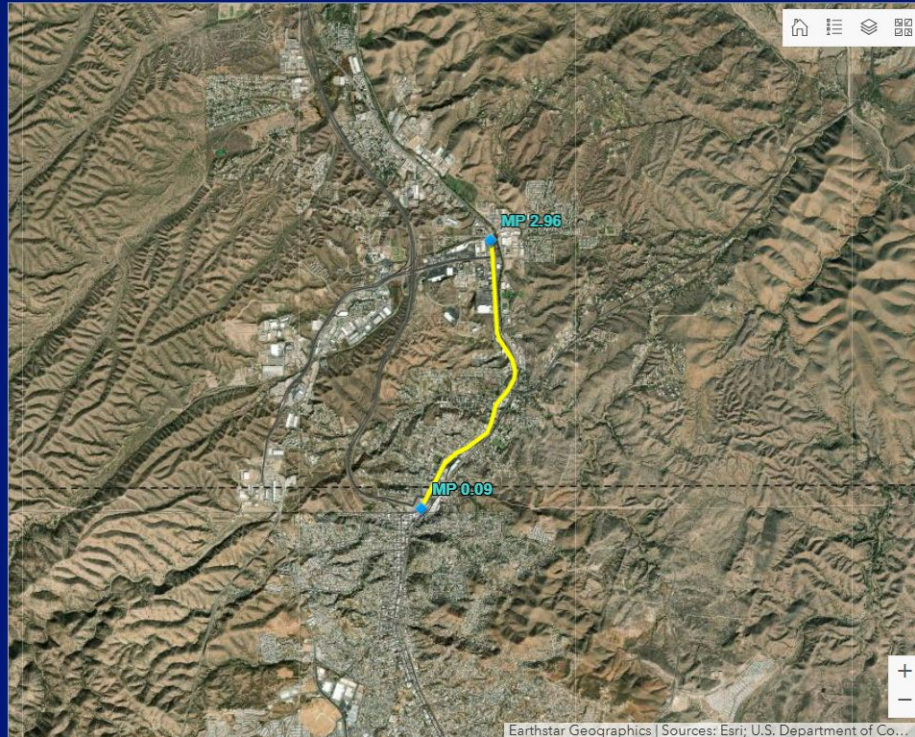 MP 2.96
MP 0.09
+
−
Earthstar Geographics | Sources: Esri; U.S. Department of Co...